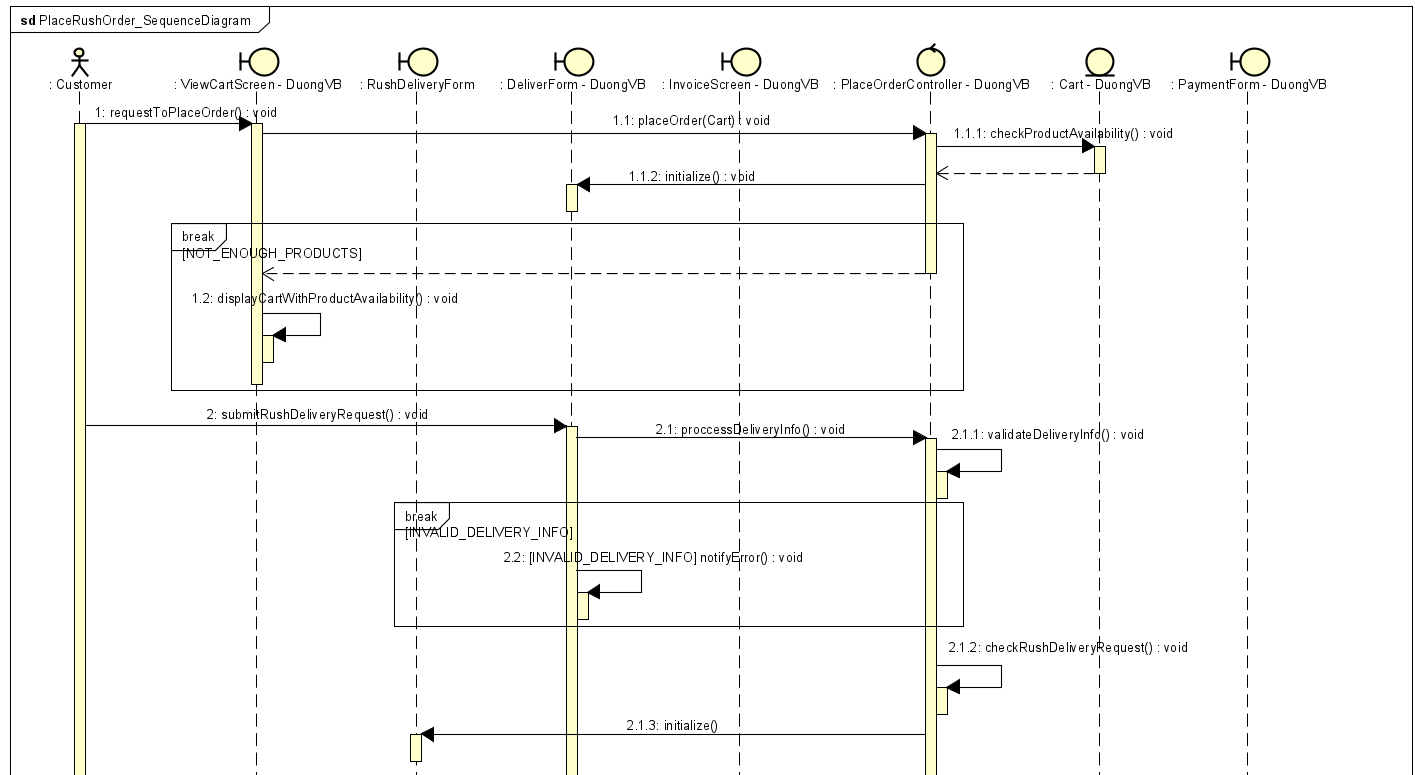 sd PlaceRushOrder_SequenceDiagram
: Customer
: ViewCartScreen - DuongVB
: RushDeliveryForm
: DeliverForm - DuongVB
: InvoiceScreen - DuongVB
: PlaceOrderController - DuongVB
: Cart - DuongVB
: PaymentForm - DuongVB
1: requestToPlaceOrder() : void
1.1: placeOrder(Cart) : void
1.1.1: checkProductAvailability() : void
1.1.2: initialize() : void
break
[NOT_ENOUGH_PRODUCTS]
1.2: displayCartWithProductAvailability() : void
2: submitRushDeliveryRequest() : void
2.1: proccessDeliveryInfo() : void
2.1.1: validateDeliveryInfo() : void
break
[INVALID_DELIVERY_INFO]
2.2: [INVALID_DELIVERY_INFO] notifyError() : void
2.1.2: checkRushDeliveryRequest() : void
2.1.3: initialize()